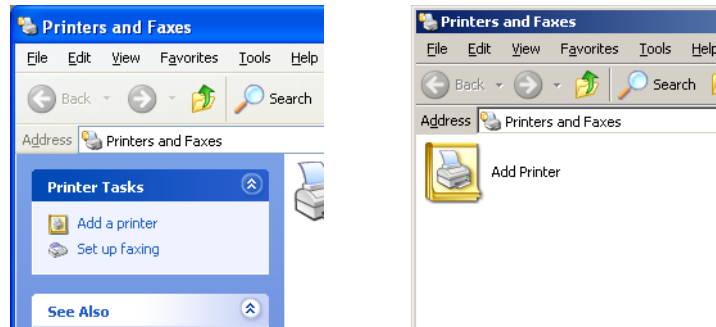 Printers and Faxes
File Edit View Favorites Tools Help
Back Search
Address Printers and Faxes
Printer Tasks
Add a printer
Set up faxing
See Also
Printers and Faxes
File Edit View Favorites Tools Help
Back Search
Address Printers and Faxes
Add Printer